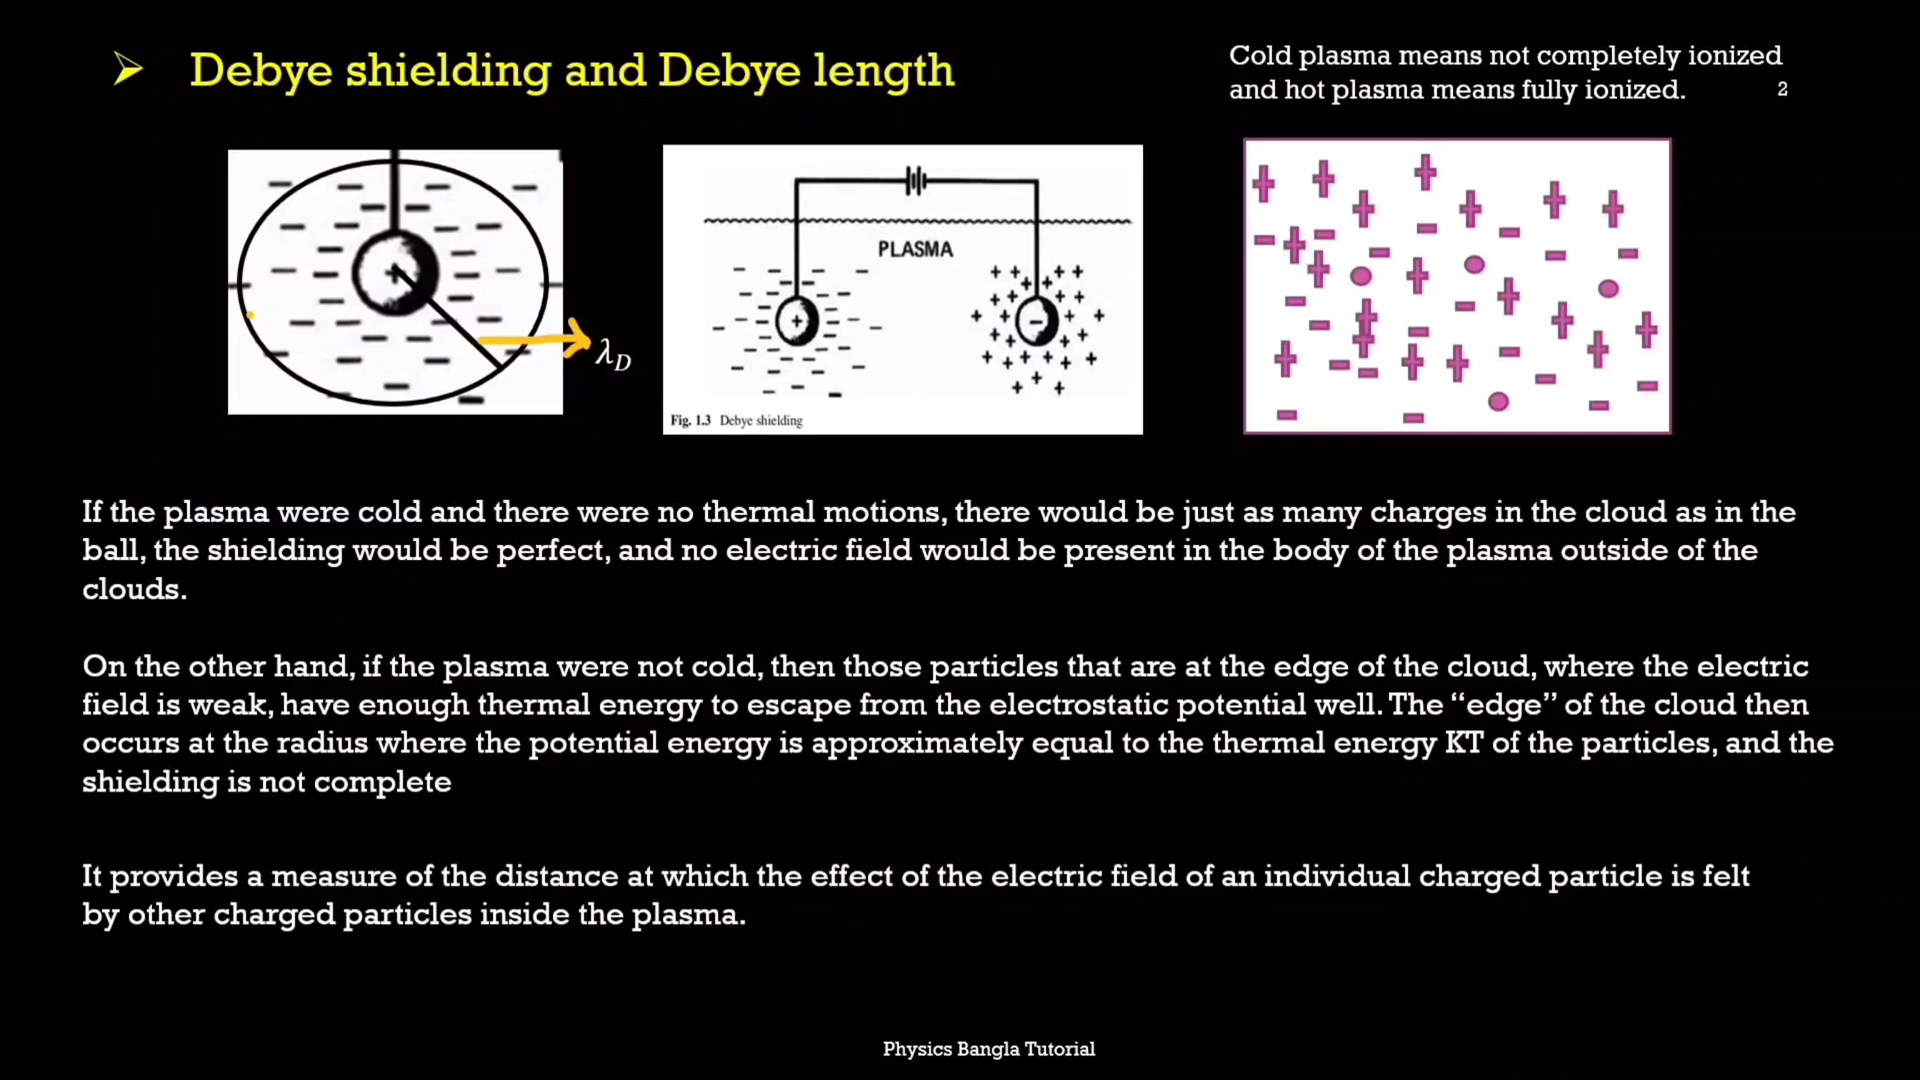 ➢ Debye shielding and Debye length
Cold plasma means not completely ionized
and hot plasma means fully ionized.
2
λ_D
PLASMA
Fig. 1.3 Debye shielding
If the plasma were cold and there were no thermal motions, there would be just as many charges in the cloud as in the
ball, the shielding would be perfect, and no electric field would be present in the body of the plasma outside of the
clouds.
On the other hand, if the plasma were not cold, then those particles that are at the edge of the cloud, where the electric
field is weak, have enough thermal energy to escape from the electrostatic potential well. The “edge” of the cloud then
occurs at the radius where the potential energy is approximately equal to the thermal energy KT of the particles, and the
shielding is not complete
It provides a measure of the distance at which the effect of the electric field of an individual charged particle is felt
by other charged particles inside the plasma.
Physics Bangla Tutorial